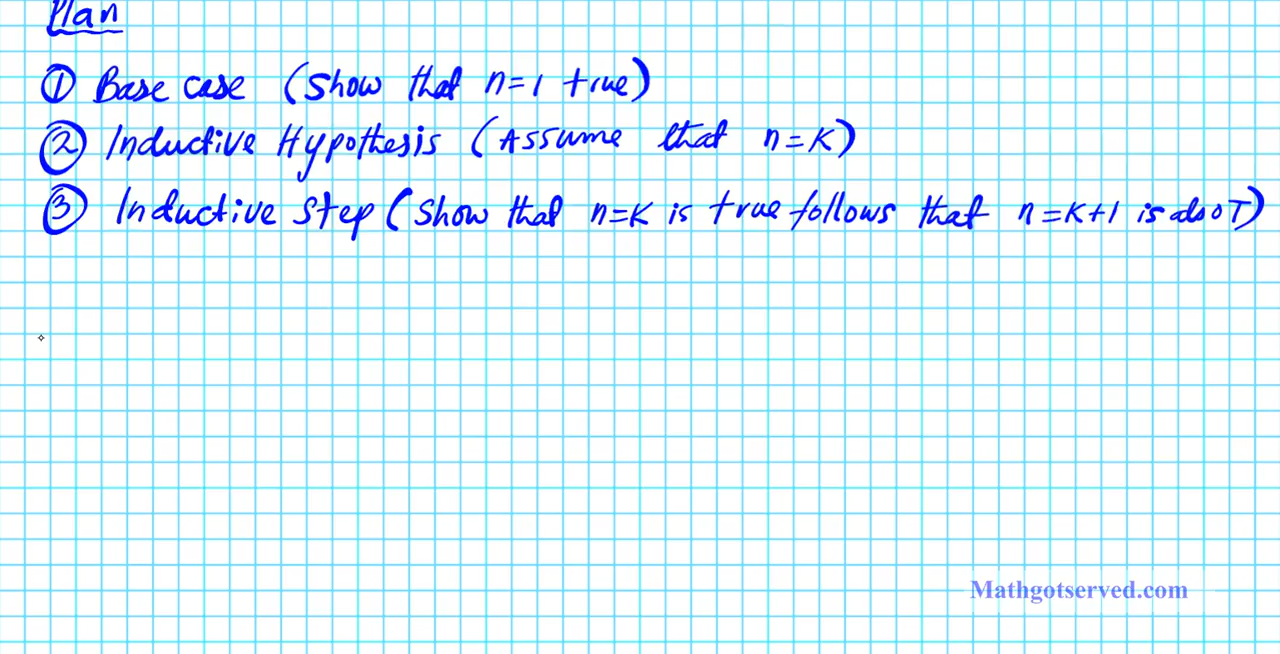 Plan
① Base case (Show that n=1 true)
② Inductive Hypothesis (Assume that n=K)
③ Inductive Step (Show that n=K is true follows that n=K+1 is also T)
Mathgotserved.com